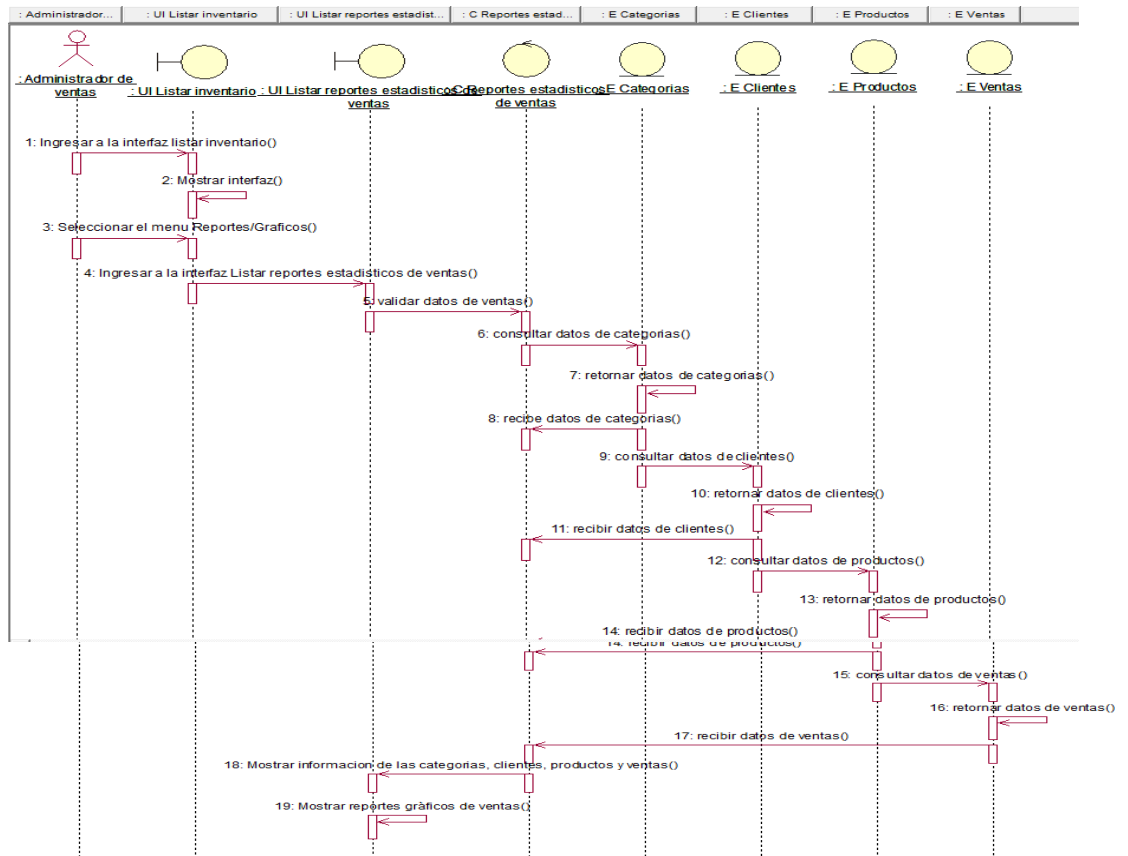 : Administrador...
: UI Listar inventario
: UI Listar reportes estadist...
: C Reportes estad...
: E Categorias
: E Clientes
: E Productos
: E Ventas
: Administrador de
ventas
: UI Listar inventario
: UI Listar reportes estadisticos de
ventas
: C Reportes estadisticos
de ventas
: E Categorias
: E Clientes
: E Productos
: E Ventas
1: Ingresar a la interfaz listar inventario()
2: Mostrar interfaz()
3: Seleccionar el menu Reportes/Graficos()
4: Ingresar a la interfaz Listar reportes estadisticos de ventas()
5: validar datos de ventas()
6: consultar datos de categorias()
7: retornar datos de categorias()
8: recibe datos de categorias()
9: consultar datos de clientes()
10: retornar datos de clientes()
11: recibir datos de clientes()
12: consultar datos de productos()
13: retornar datos de productos()
14: recibir datos de productos()
14: recibir datos de productos()
15: consultar datos de ventas()
16: retornar datos de ventas()
17: recibir datos de ventas()
18: Mostrar informacion de las categorias, clientes, productos y ventas()
19: Mostrar reportes gràficos de ventas()